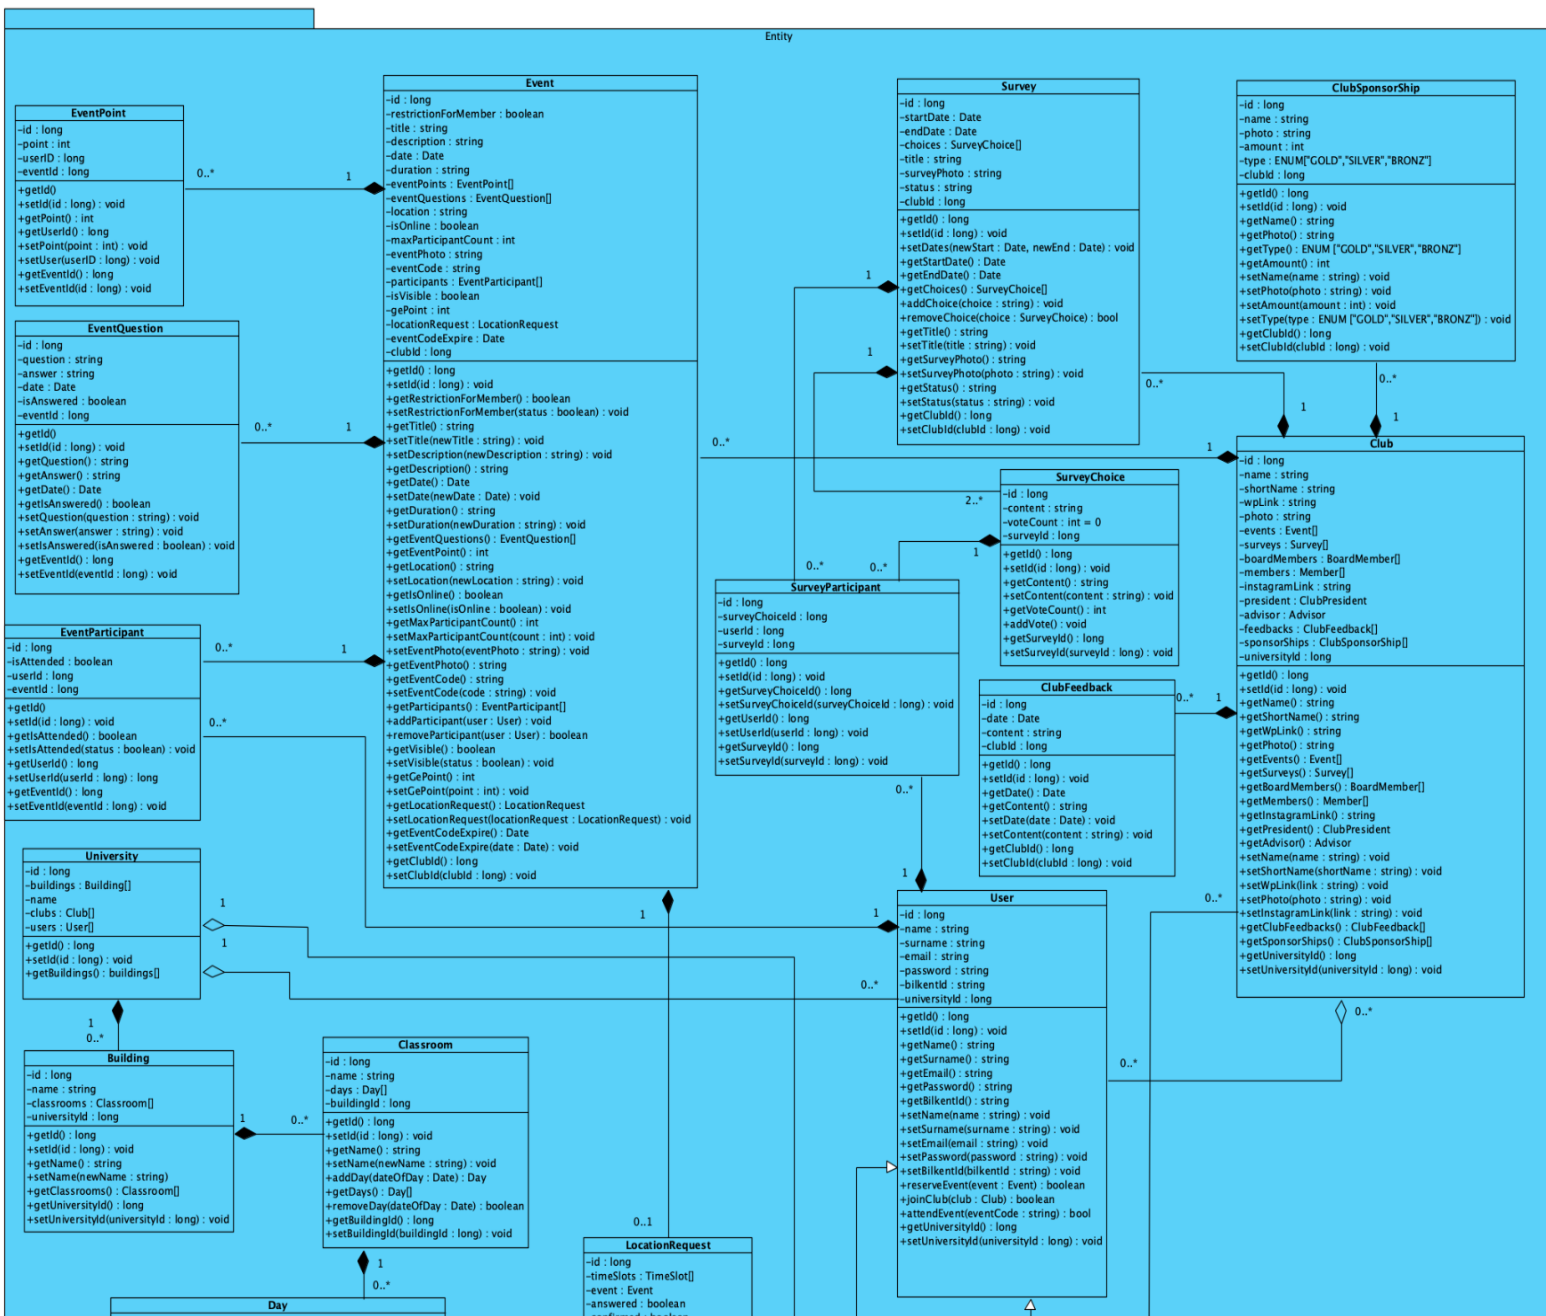 Entity
EventPoint
-id : long
-point : int
-userID : long
-eventId : long
+getId()
+setId(id : long) : void
+getPoint() : int
+getUserId() : long
+setPoint(point : int) : void
+setUser(userID : long) : void
+getEventId() : long
+setEventId(id : long) : void
0..*
1
EventQuestion
-id : long
-question : string
-answer : string
-date : Date
-isAnswered : boolean
-eventId : long
+getId()
+setId(id : long) : void
+getQuestion() : string
+getAnswer() : string
+getDate() : Date
+getIsAnswered() : boolean
+setQuestion(question : string) : void
+setAnswer(answer : string) : void
+setIsAnswered(isAnswered : boolean) : void
+getEventId() : long
+setEventId(eventId : long) : void
0..*
1
EventParticipant
-id : long
-isAttended : boolean
-userId : long
-eventId : long
+getId()
+setId(id : long) : void
+getIsAttended() : boolean
+setIsAttended(status : boolean) : void
+getUserId() : long
+setUserId(userId : long) : long
+getEventId() : long
+setEventId(eventId : long) : void
0..*
1
0..*
1
Event
-id : long
-restrictionForMember : boolean
-title : string
-description : string
-date : Date
-duration : string
-eventPoints : EventPoint[]
-eventQuestions : EventQuestion[]
-location : string
-isOnline : boolean
-maxParticipantCount : int
-eventPhoto : string
-eventCode : string
-participants : EventParticipant[]
-isVisible : boolean
-gePoint : int
-locationRequest : LocationRequest
-eventCodeExpire : Date
-clubId : long
+getId() : long
+setId(id : long) : void
+getRestrictionForMember() : boolean
+setRestrictionForMember(status : boolean) : void
+getTitle() : string
+setTitle(newTitle : string) : void
+setDescription(newDescription : string) : void
+getDescription() : string
+getDate() : Date
+setDate(newDate : Date) : void
+getDuration() : string
+setDuration(newDuration : string) : void
+getEventQuestions() : EventQuestion[]
+getEventPoint() : int
+getLocation() : string
+setLocation(newLocation : string) : void
+getIsOnline() : boolean
+setIsOnline(isOnline : boolean) : void
+getMaxParticipantCount() : int
+setMaxParticipantCount(count : int) : void
+setEventPhoto(eventPhoto : string) : void
+getEventPhoto() : string
+getEventCode() : string
+setEventCode(code : string) : void
+getParticipants() : EventParticipant[]
+addParticipant(user : User) : void
+removeParticipant(user : User) : boolean
+getVisible() : boolean
+setVisible(status : boolean) : void
+getGePoint() : int
+setGePoint(point : int) : void
+getLocationRequest() : LocationRequest
+setLocationRequest(locationRequest : LocationRequest) : void
+getEventCodeExpire() : Date
+setEventCodeExpire(date : Date) : void
+getClubId() : long
+setClubId(clubId : long) : void
0..*
1
1
0..1
Survey
-id : long
-startDate : Date
-endDate : Date
-choices : SurveyChoice[]
-title : string
-surveyPhoto : string
-status : string
-clubId : long
+getId() : long
+setId(id : long) : void
+setDates(newStart : Date, newEnd : Date) : void
+getStartDate() : Date
+getEndDate() : Date
+getChoices() : SurveyChoice[]
+addChoice(choice : string) : void
+removeChoice(choice : SurveyChoice) : bool
+getTitle() : string
+setTitle(title : string) : void
+getSurveyPhoto() : string
+setSurveyPhoto(photo : string) : void
+getStatus() : string
+setStatus(status : string) : void
+getClubId() : long
+setClubId(clubId : long) : void
1
1
0..*
1
ClubSponsorShip
-id : long
-name : string
-photo : string
-amount : int
-type : ENUM["GOLD","SILVER","BRONZ"]
-clubId : long
+getId() : long
+setId(id : long) : void
+getName() : string
+getPhoto() : string
+getType() : ENUM ["GOLD","SILVER","BRONZ"]
+getAmount() : int
+setName(name : string) : void
+setPhoto(photo : string) : void
+setAmount(amount : int) : void
+setType(type : ENUM ["GOLD","SILVER","BRONZ"]) : void
+getClubId() : long
+setClubId(clubId : long) : void
0..*
1
SurveyChoice
-id : long
-content : string
-voteCount : int = 0
-surveyId : long
+getId() : long
+setId(id : long) : void
+getContent() : string
+setContent(content : string) : void
+getVoteCount() : int
+addVote() : void
+getSurveyId() : long
+setSurveyId(surveyId : long) : void
2..*
1
0..*
0..*
SurveyParticipant
-id : long
-surveyChoiceId : long
-userId : long
-surveyId : long
+getId() : long
+setId(id : long) : void
+getSurveyChoiceId() : long
+setSurveyChoiceId(surveyChoiceId : long) : void
+getUserId() : long
+setUserId(userId : long) : void
+getSurveyId() : long
+setSurveyId(surveyId : long) : void
0..*
1
ClubFeedback
-id : long
-date : Date
-content : string
-clubId : long
+getId() : long
+setId(id : long) : void
+getDate() : Date
+getContent() : string
+setDate(date : Date) : void
+setContent(content : string) : void
+getClubId() : long
+setClubId(clubId : long) : void
0..*
1
Club
-id : long
-name : string
-shortName : string
-wpLink : string
-photo : string
-events : Event[]
-surveys : Survey[]
-boardMembers : BoardMember[]
-members : Member[]
-instagramLink : string
-president : ClubPresident
-advisor : Advisor
-feedbacks : ClubFeedback[]
-sponsorShips : ClubSponsorShip[]
-universityId : long
+getId() : long
+setId(id : long) : void
+getName() : string
+getShortName() : string
+getWpLink() : string
+getPhoto() : string
+getEvents() : Event[]
+getSurveys() : Survey[]
+getBoardMembers() : BoardMember[]
+getMembers() : Member[]
+getInstagramLink() : string
+getPresident() : ClubPresident
+getAdvisor() : Advisor
+setName(name : string) : void
+setShortName(shortName : string) : void
+setWpLink(link : string) : void
+setPhoto(photo : string) : void
+setInstagramLink(link : string) : void
+getClubFeedbacks() : ClubFeedback[]
+getSponsorShips() : ClubSponsorShip[]
+getUniversityId() : long
+setUniversityId(universityId : long) : void
0..*
0..*
0..*
University
-id : long
-buildings : Building[]
-name
-clubs : Club[]
-users : User[]
+getId() : long
+setId(id : long) : void
+getBuildings() : buildings[]
1
1
0..*
1
0..*
Building
-id : long
-name : string
-classrooms : Classroom[]
-universityId : long
+getId() : long
+setId(id : long) : void
+getName() : string
+setName(newName : string)
+getClassrooms() : Classroom[]
+getUniversityId() : long
+setUniversityId(universityId : long) : void
1
0..*
Classroom
-id : long
-name : string
-days : Day[]
-buildingId : long
+getId() : long
+setId(id : long) : void
+getName() : string
+setName(newName : string) : void
+addDay(dateOfDay : Date) : Day
+getDays() : Day[]
+removeDay(dateOfDay : Date) : boolean
+getBuildingId() : long
+setBuildingId(buildingId : long) : void
1
0..*
Day
User
-id : long
-name : string
-surname : string
-email : string
-password : string
-bilkentId : string
-universityId : long
+getId() : long
+setId(id : long) : void
+getName() : string
+getSurname() : string
+getEmail() : string
+getPassword() : string
+getBilkentId() : string
+setName(name : string) : void
+setSurname(surname : string) : void
+setEmail(email : string) : void
+setPassword(password : string) : void
+setBilkentId(bilkentId : string) : void
+reserveEvent(event : Event) : boolean
+joinClub(club : Club) : boolean
+attendEvent(eventCode : string) : bool
+getUniversityId() : long
+setUniversityId(universityId : long) : void
LocationRequest
-id : long
-timeSlots : TimeSlot[]
-event : Event
-answered : boolean